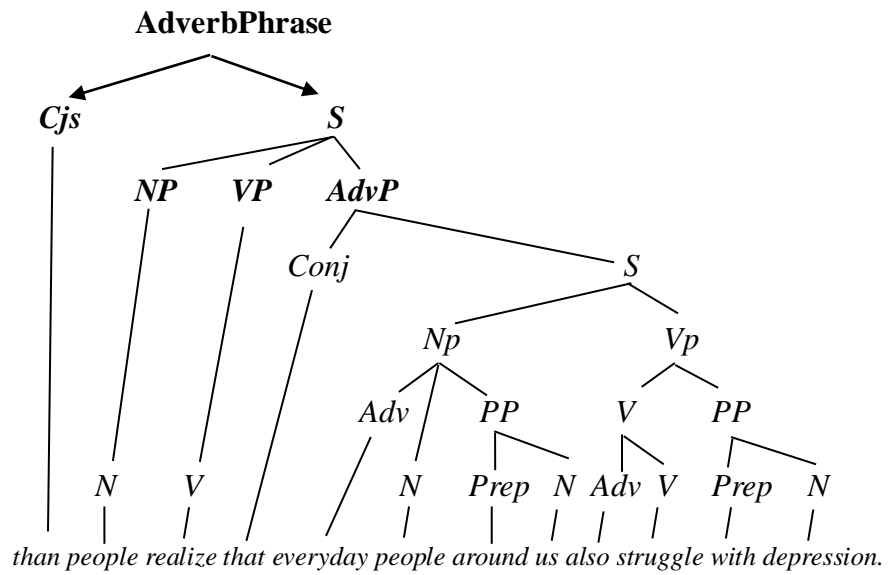 AdverbPhrase
Cjs S
NP VP AdvP
Conj S
Np Vp
Adv PP V PP
N V N Prep N Adv V Prep N
than people realize that everyday people around us also struggle with depression.